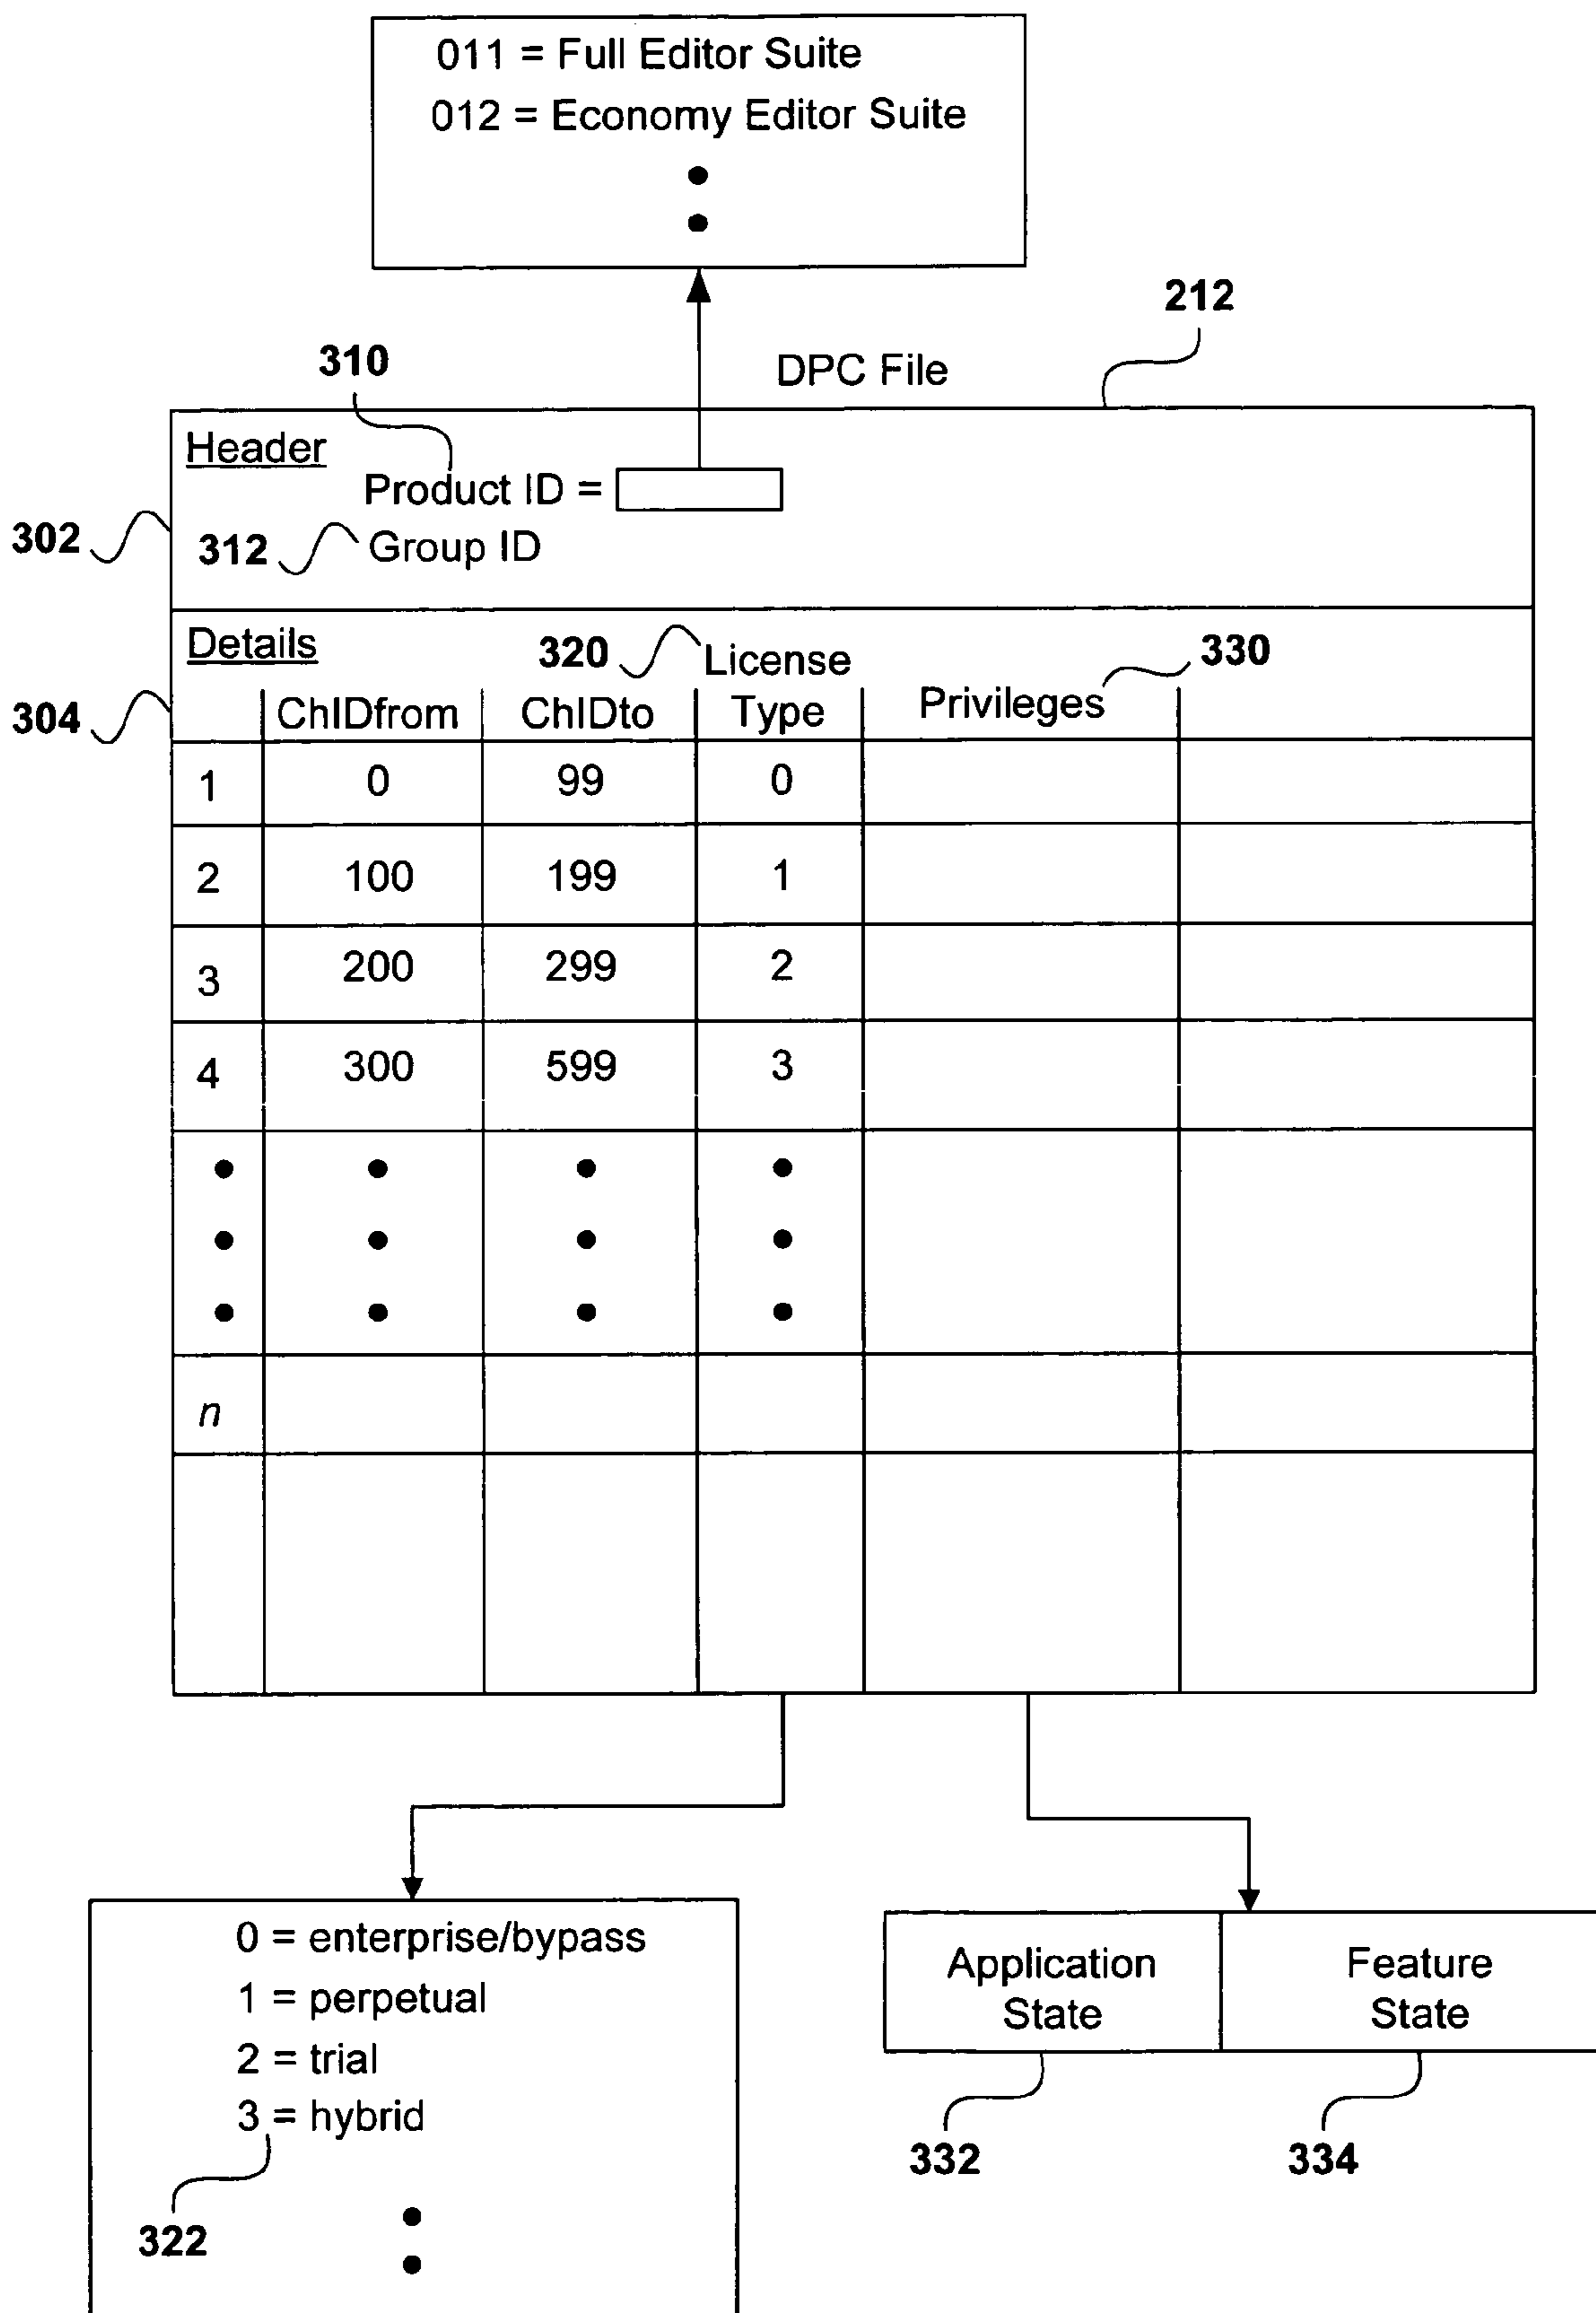 011 = Full Editor Suite
012 = Economy Editor Suite
212
310
DPC File
Header
Product ID =
302
312 Group ID
Details
320 License
330
304
ChIDfrom ChIDto Type Privileges
1 0 99 0
2 100 199 1
3 200 299 2
4 300 599 3
n
0 = enterprise/bypass
1 = perpetual
2 = trial
3 = hybrid
322
Application
State
Feature
State
332
334